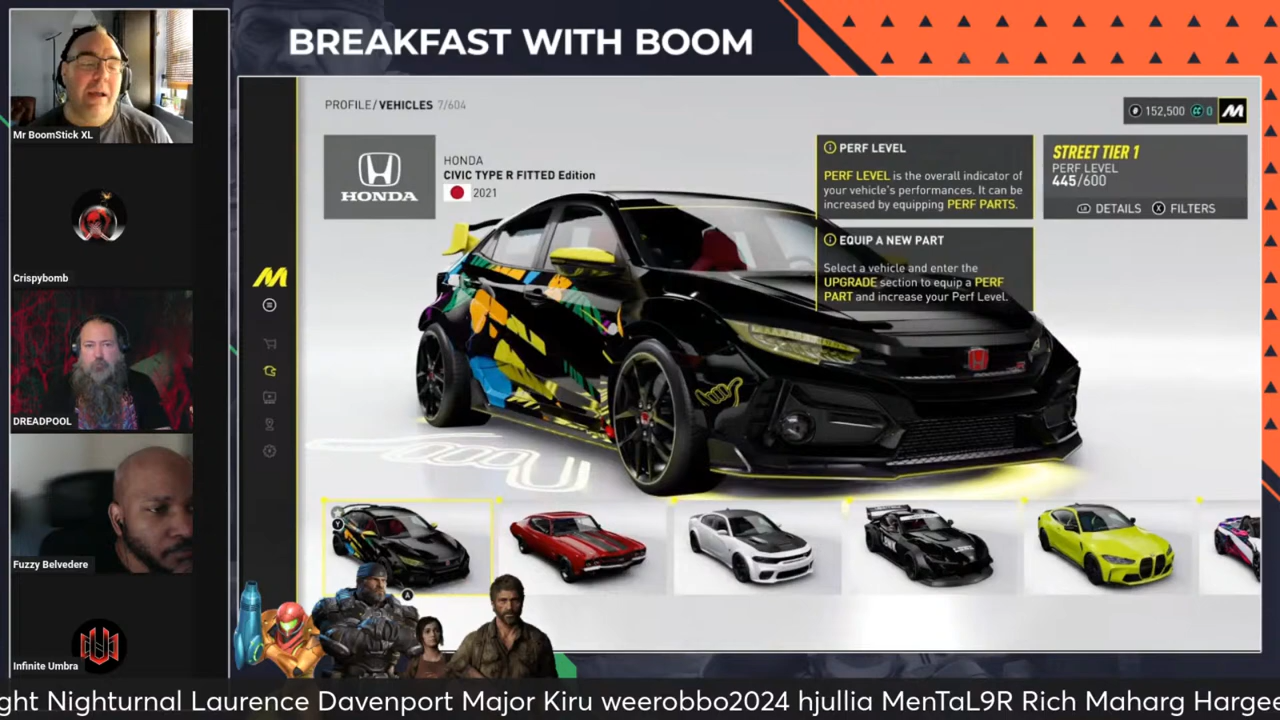 BREAKFAST WITH BOOM
Mr BoomStick XL
Crispybomb
DREADPOOL
Fuzzy Belvedere
Infinite Umbra
PROFILE/VEHICLES 7/604
152,500 0
HONDA
HONDA
CIVIC TYPE R FITTED Edition
2021
PERF LEVEL
PERF LEVEL is the overall indicator of
your vehicle's performances. It can be
increased by equipping PERF PARTS.
EQUIP A NEW PART
Select a vehicle and enter the
UPGRADE section to equip a PERF
PART and increase your Perf Level.
STREET TIER 1
PERF LEVEL
445/600
DETAILS X FILTERS
Y
A
ght Nighturnal Laurence Davenport Major Kiru weerobbo2024 hjullia MenTaL9R Rich Maharg Hargee